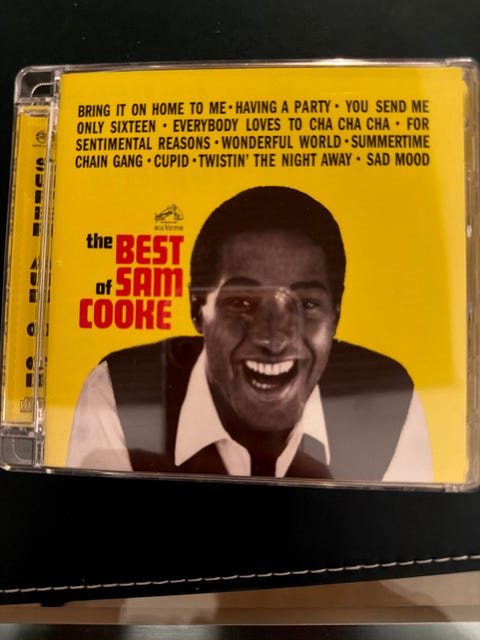 BRING IT ON HOME TO ME • HAVING A PARTY • YOU SEND ME
ONLY SIXTEEN • EVERYBODY LOVES TO CHA CHA CHA • FOR
SENTIMENTAL REASONS • WONDERFUL WORLD • SUMMERTIME
CHAIN GANG • CUPID • TWISTIN' THE NIGHT AWAY • SAD MOOD
RCA VICTOR
the BEST
of SAM
COOKE